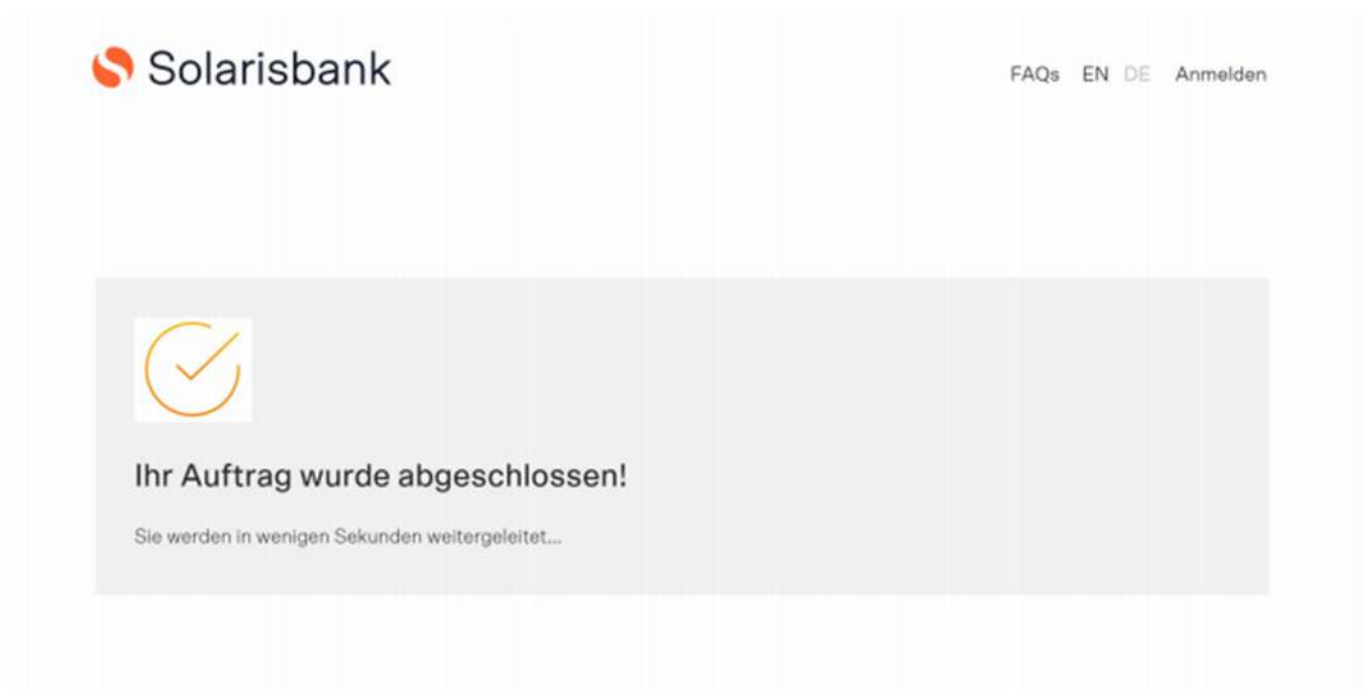 Solarisbank
FAQs EN DE Anmelden
Ihr Auftrag wurde abgeschlossen!
Sie werden in wenigen Sekunden weitergeleitet...